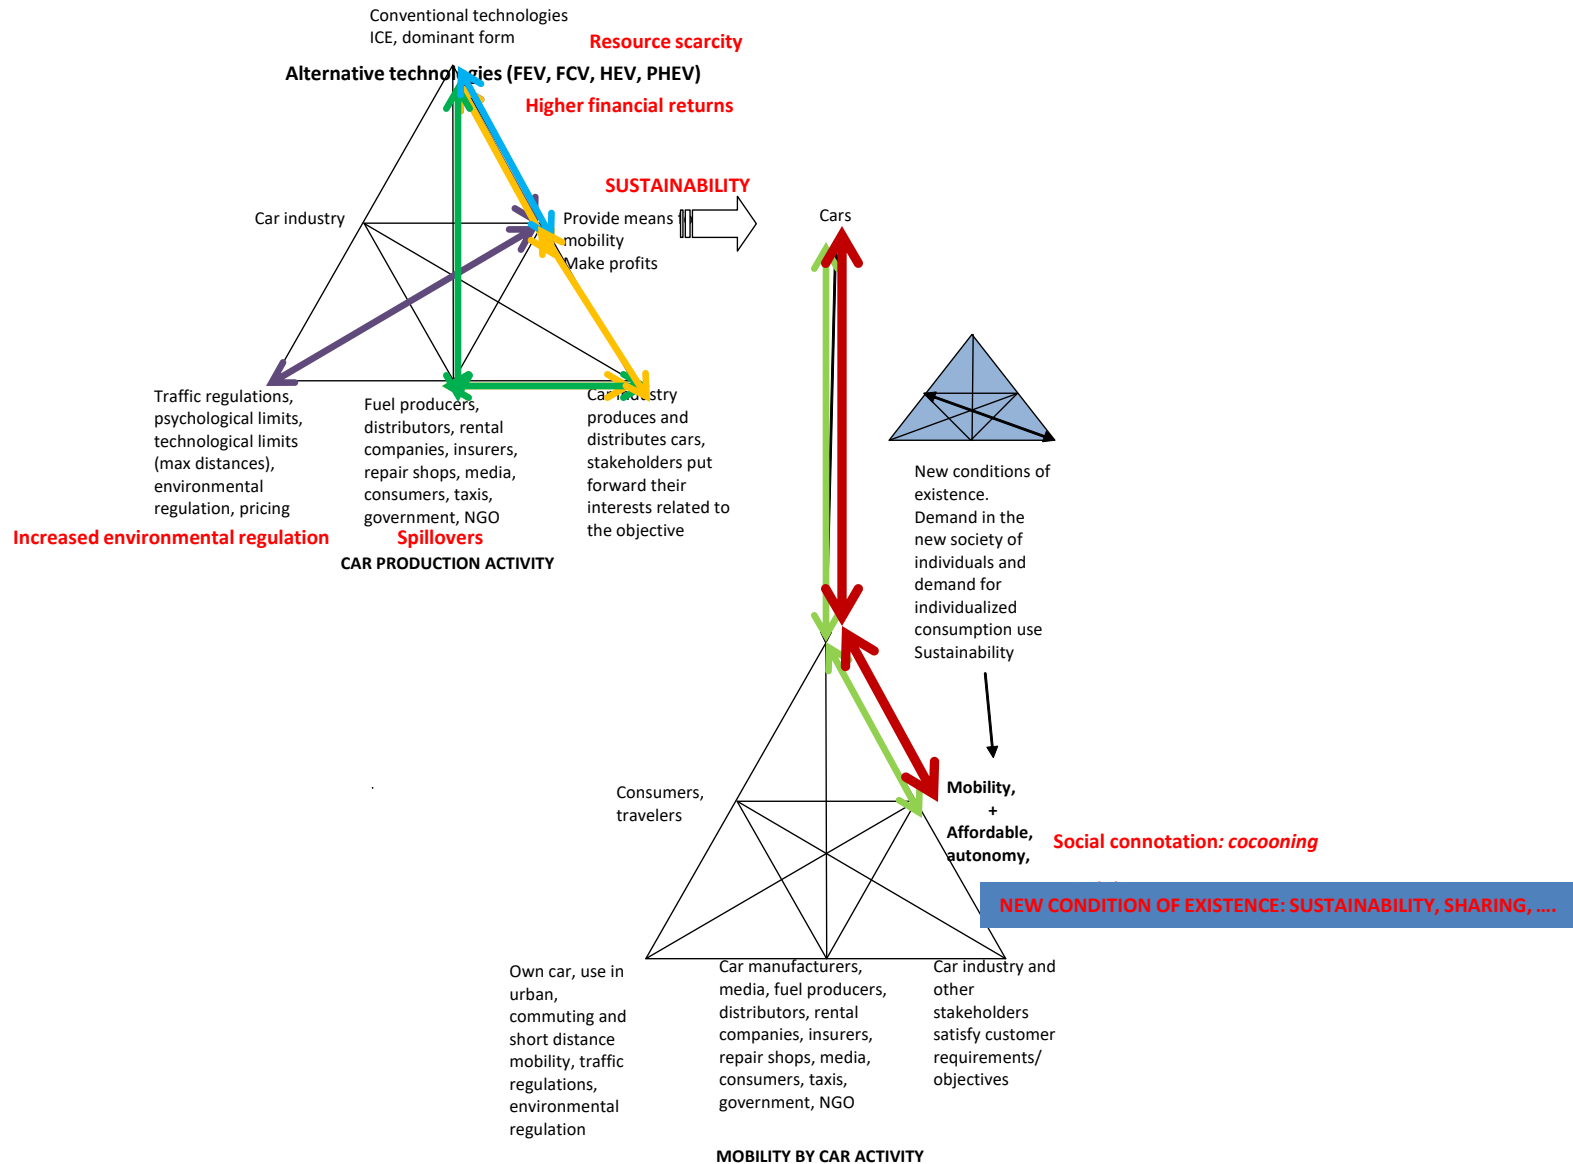 Conventional technologies
ICE, dominant form
Resource scarcity
Alternative technologies (FEV, FCV, HEV, PHEV)
Higher financial returns
SUSTAINABILITY
Car industry
Provide means
mobility
Make profits
Cars
Traffic regulations,
psychological limits,
technological limits
(max distances),
environmental
regulation, pricing
Fuel producers,
distributors, rental
companies, insurers,
repair shops, media,
consumers, taxis,
government, NGO
Car industry
produces and
distributes cars,
stakeholders put
forward their
interests related to
the objective
Increased environmental regulation
Spillovers
CAR PRODUCTION ACTIVITY
New conditions of
existence.
Demand in the
new society of
individuals and
demand for
individualized
consumption use
Sustainability
.
Consumers,
travelers
Mobility,
+
Affordable,
autonomy,
Social connotation: cocooning
NEW CONDITION OF EXISTENCE: SUSTAINABILITY, SHARING, ....
Own car, use in
urban,
commuting and
short distance
mobility, traffic
regulations,
environmental
regulation
Car manufacturers,
media, fuel producers,
distributors, rental
companies, insurers,
repair shops, media,
consumers, taxis,
government, NGO
Car industry and
other
stakeholders
satisfy customer
requirements/
objectives
MOBILITY BY CAR ACTIVITY